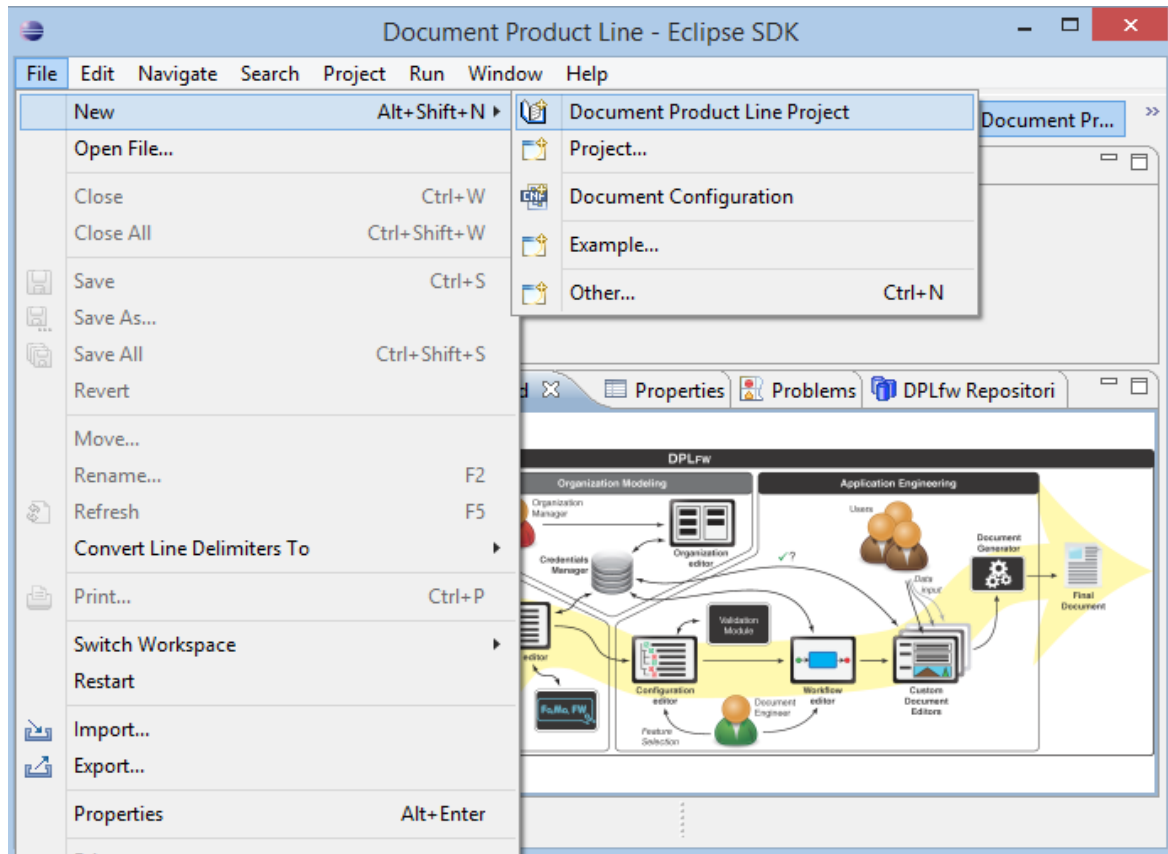 Document Product Line - Eclipse SDK
File Edit Navigate Search Project Run Window Help
New Alt+Shift+N
Open File...
Close Ctrl+W
Close All Ctrl+Shift+W
Save Ctrl+S
Save As...
Save All Ctrl+Shift+S
Revert
Move...
Rename... F2
Refresh F5
Convert Line Delimiters To
Print... Ctrl+P
Switch Workspace
Restart
Import...
Export...
Properties Alt+Enter
Document Product Line Project
Project...
Document Configuration
Example...
Other... Ctrl+N
Document Pr...
Properties Problems DPLfw Repositori
DPLFW
Organization Modeling
Application Engineering
Organization
Manager
Credentials
Manager
Organization
editor
✓?
Users
Data
input
Document
Generator
Final
Document
editor
Validation
Module
Configuration
editor
Workflow
editor
Custom
Document
Editors
FaMa FW
Document
Engineer
Feature
Selection